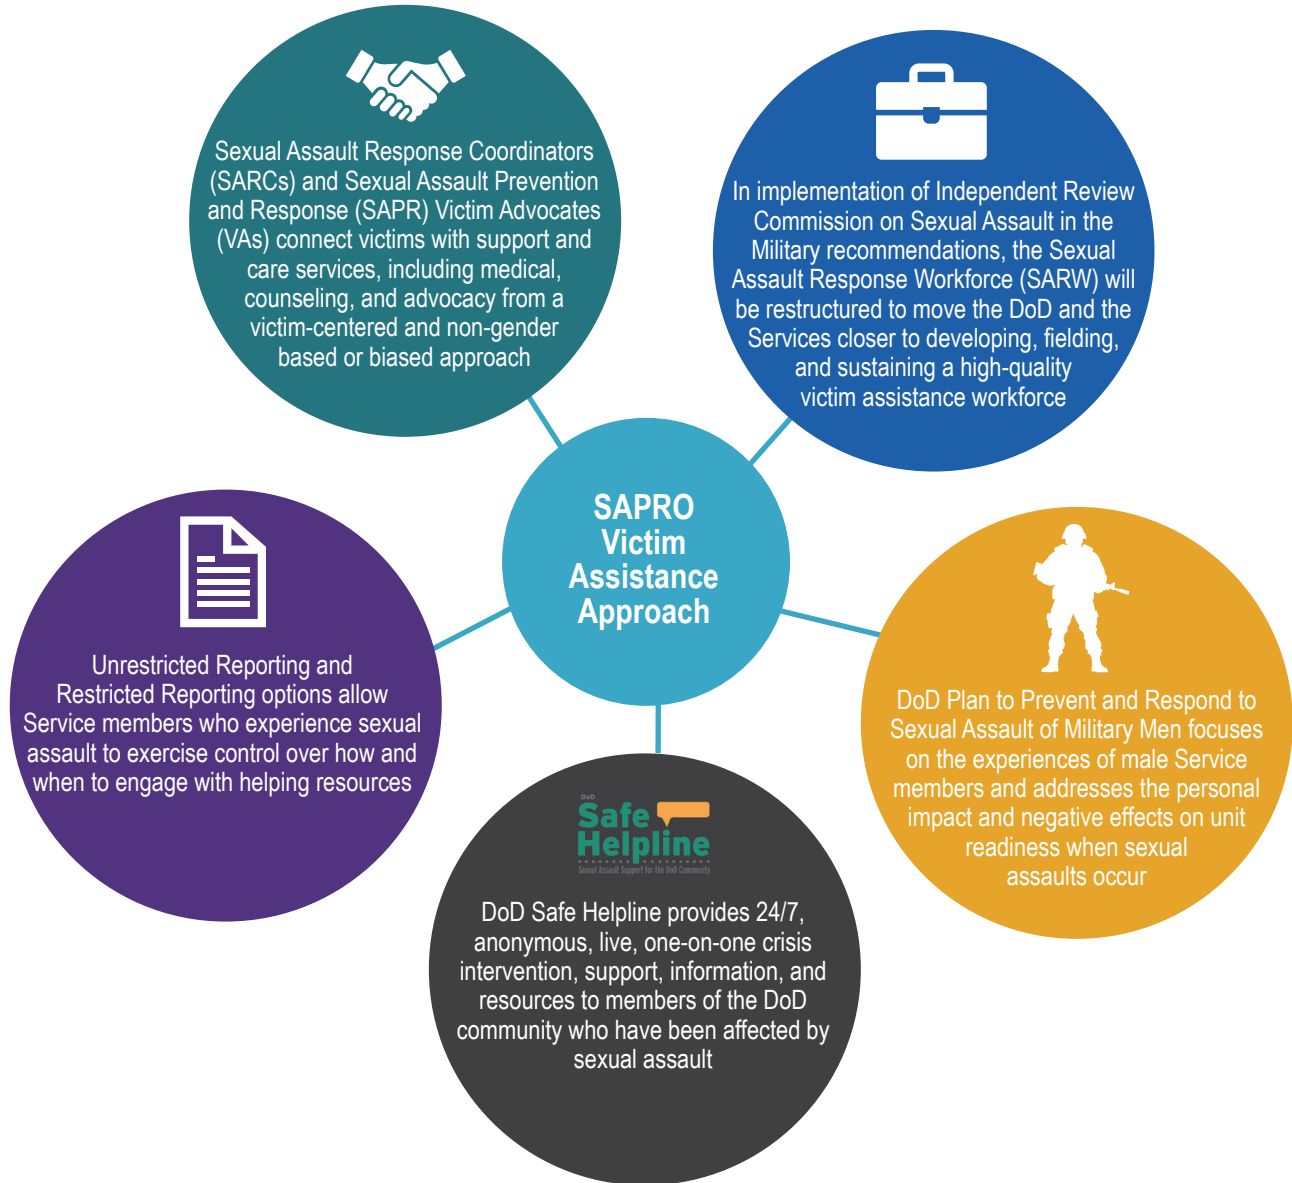 Sexual Assault Response Coordinators
(SARCs) and Sexual Assault Prevention
and Response (SAPR) Victim Advocates
(VAs) connect victims with support and
care services, including medical,
counseling, and advocacy from a
victim-centered and non-gender
based or biased approach
In implementation of Independent Review
Commission on Sexual Assault in the
Military recommendations, the Sexual
Assault Response Workforce (SARW) will
be restructured to move the DoD and the
Services closer to developing, fielding,
and sustaining a high-quality
victim assistance workforce
SAPRO
Victim
Assistance
Approach
Unrestricted Reporting and
Restricted Reporting options allow
Service members who experience sexual
assault to exercise control over how and
when to engage with helping resources
DoD Plan to Prevent and Respond to
Sexual Assault of Military Men focuses
on the experiences of male Service
members and addresses the personal
impact and negative effects on unit
readiness when sexual
assaults occur
DoD
Safe
Helpline
Sexual Assault Support for the DoD Community
DoD Safe Helpline provides 24/7,
anonymous, live, one-on-one crisis
intervention, support, information, and
resources to members of the DoD
community who have been affected by
sexual assault